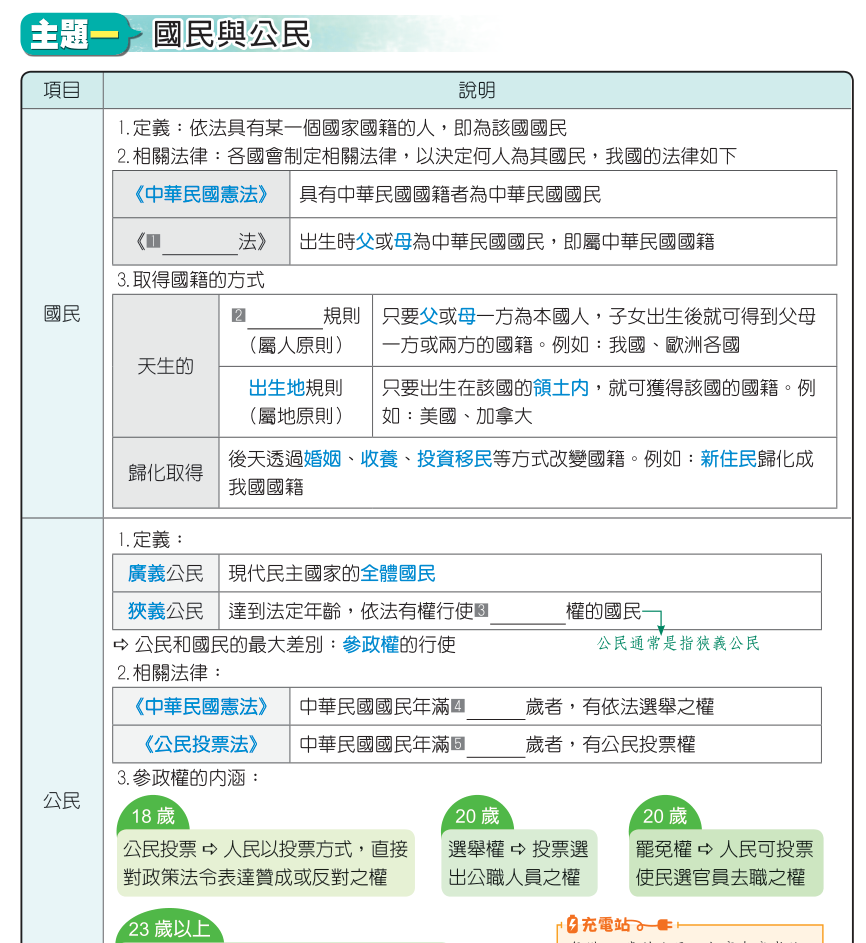 主題一 國民與公民
項目 說明
國民
1.定義：依法具有某一個國家國籍的人，即為該國國民
2.相關法律：各國會制定相關法律，以決定何人為其國民，我國的法律如下
《中華民國憲法》 具有中華民國國籍者為中華民國國民
《1________法》 出生時父或母為中華民國國民，即屬中華民國國籍
3.取得國籍的方式
天生的
2________規則
（屬人原則）
只要父或母一方為本國人，子女出生後就可得到父母
一方或兩方的國籍。例如：我國、歐洲各國
出生地規則
（屬地原則）
只要出生在該國的領土內，就可獲得該國的國籍。例
如：美國、加拿大
歸化取得
後天透過婚姻、收養、投資移民等方式改變國籍。例如：新住民歸化成
我國國籍
公民
1.定義：
廣義公民 現代民主國家的全體國民
狹義公民 達到法定年齡，依法有權行使3________權的國民
⇨ 公民和國民的最大差別：參政權的行使
公民通常是指狹義公民
2.相關法律：
《中華民國憲法》 中華民國國民年滿4______歲者，有依法選舉之權
《公民投票法》 中華民國國民年滿5______歲者，有公民投票權
3.參政權的內涵：
18 歲
公民投票 ⇨ 人民以投票方式，直接
對政策法令表達贊成或反對之權
20 歲
選舉權 ⇨ 投票選
出公職人員之權
20 歲
罷免權 ⇨ 人民可投票
使民選官員去職之權
23 歲以上
充電站